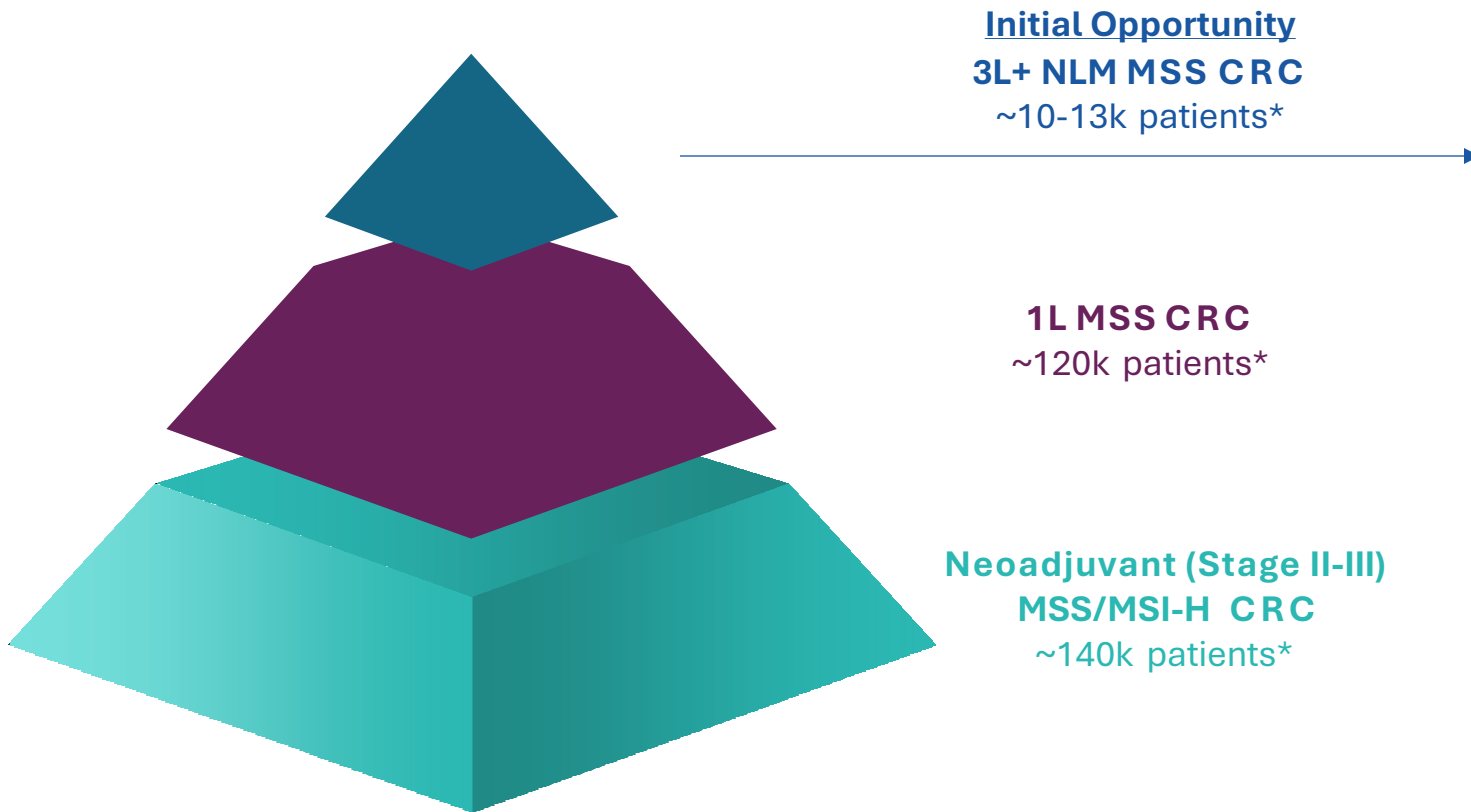 Initial Opportunity
3L+ NLM MSS CRC
~10-13k patients*
1L MSS CRC
~120k patients*
Neoadjuvant (Stage II-III)
MSS/MSI-H CRC
~140k patients*